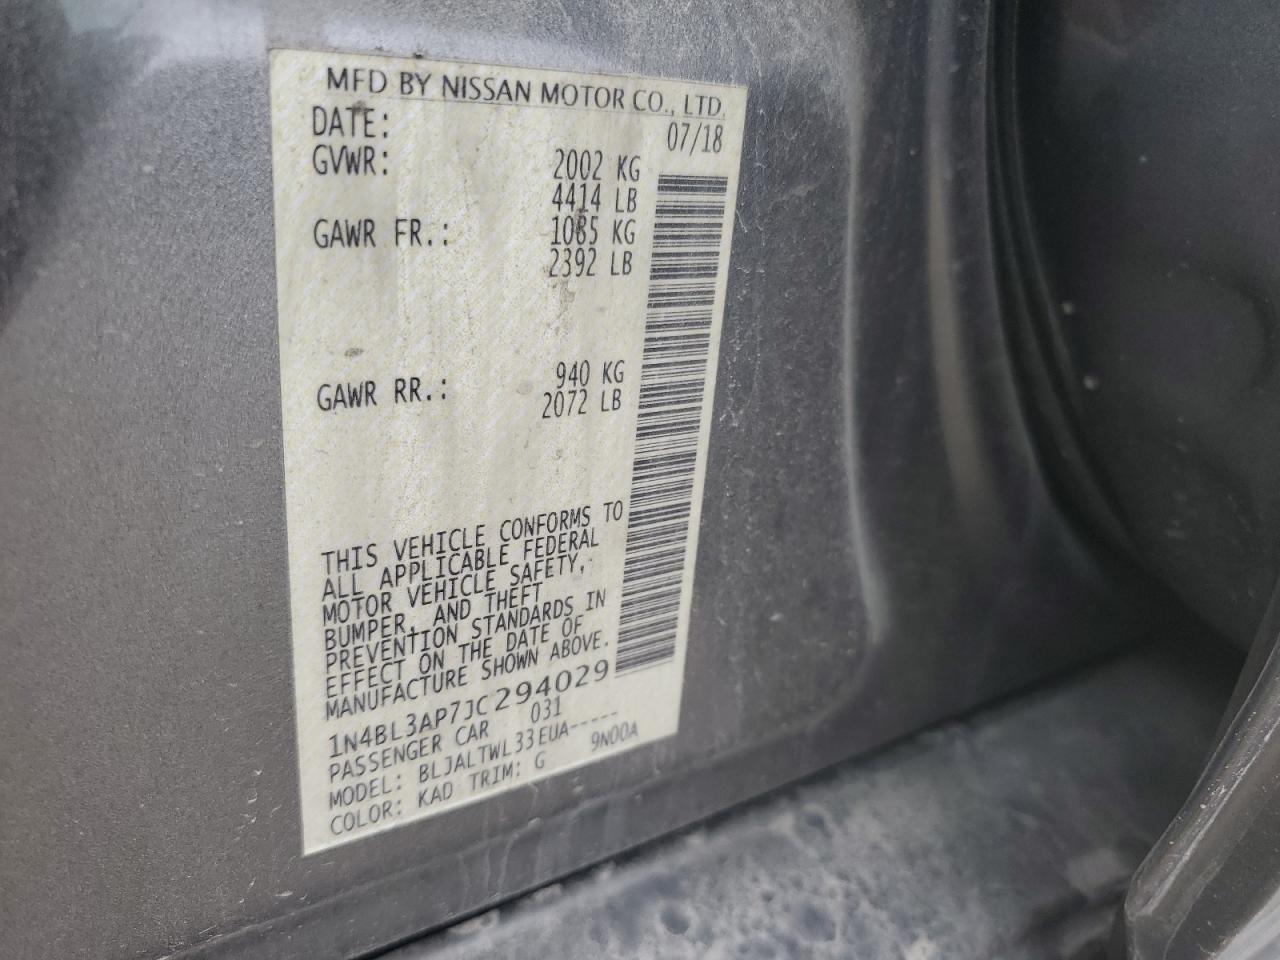 MFD BY NISSAN MOTOR CO., LTD.
DATE: 07/18
GVWR: 2002 KG
4414 LB
GAWR FR.: 1085 KG
2392 LB
GAWR RR.: 940 KG
2072 LB
THIS VEHICLE CONFORMS TO
ALL APPLICABLE FEDERAL
MOTOR VEHICLE SAFETY,
BUMPER, AND THEFT
PREVENTION STANDARDS IN
EFFECT ON THE DATE OF
MANUFACTURE SHOWN ABOVE.
1N4BL3AP7JC294029
PASSENGER CAR 031
MODEL: BLJALTWL33EUA-----
COLOR: KAD TRIM: G 9N00A